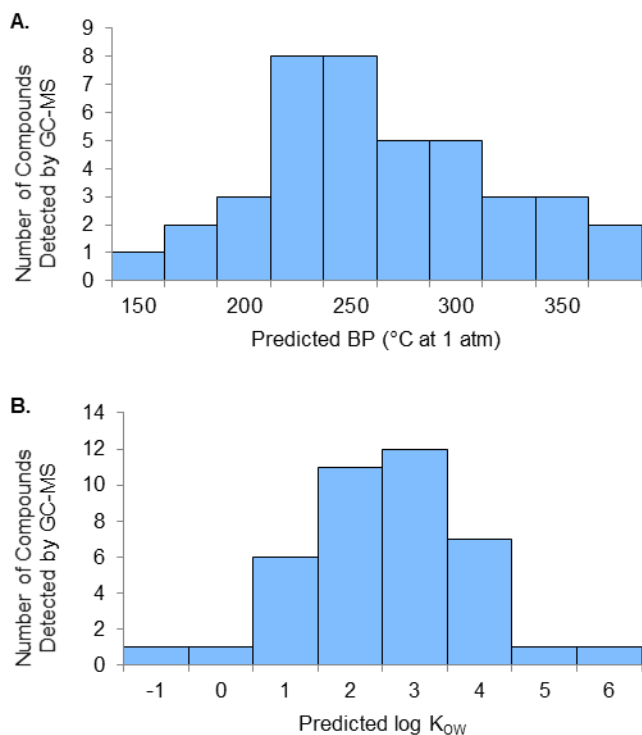 A.
Number of Compounds
Detected by GC-MS
9
8
7
6
5
4
3
2
1
0
150 200 250 300 350
Predicted BP (°C at 1 atm)
B.
Number of Compounds
Detected by GC-MS
14
12
10
8
6
4
2
0
-1 0 1 2 3 4 5 6
Predicted log K_OW